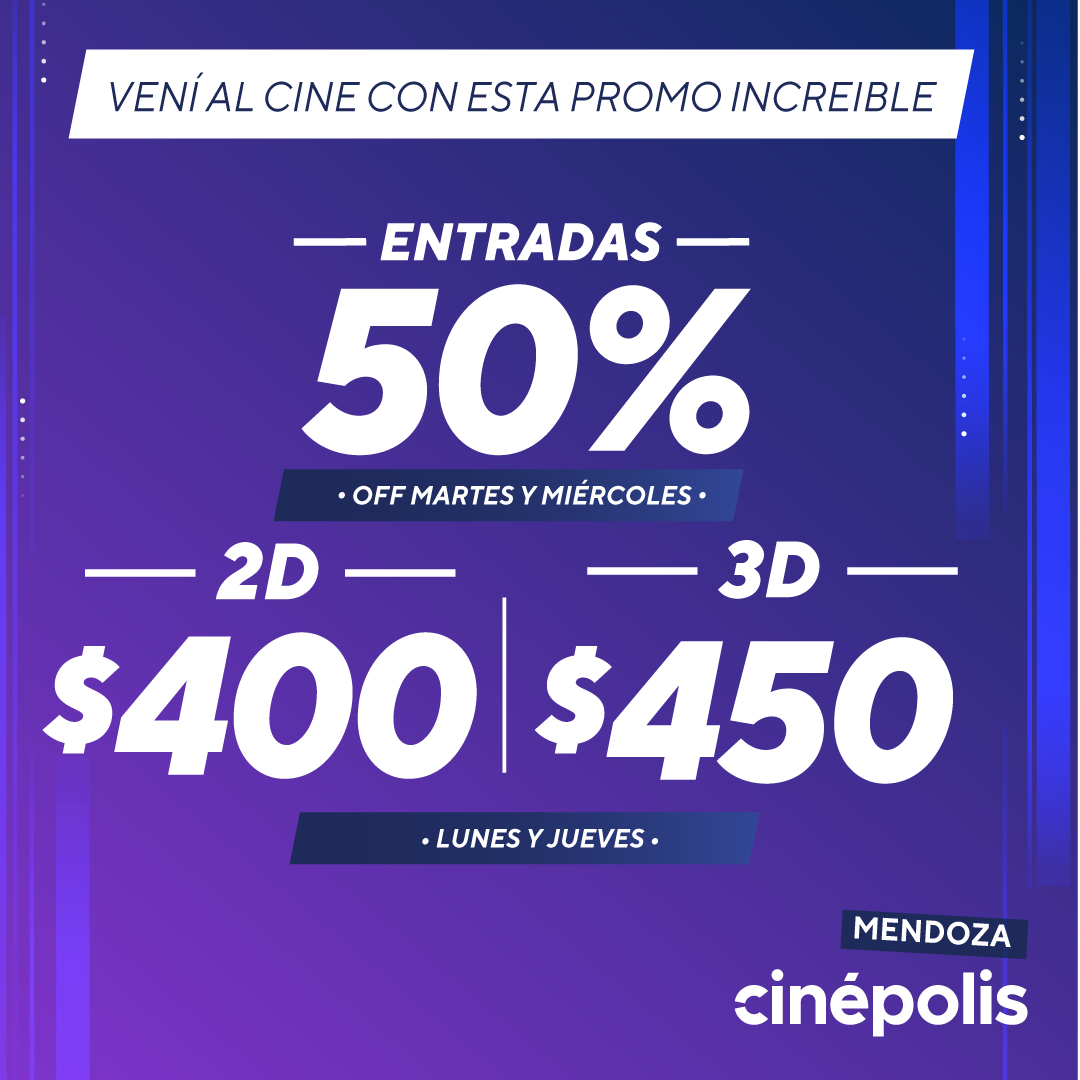 VENÍ AL CINE CON ESTA PROMO INCREIBLE
ENTRADAS
50%
• OFF MARTES Y MIÉRCOLES •
2D
$400
3D
$450
• LUNES Y JUEVES •
MENDOZA
cinépolis